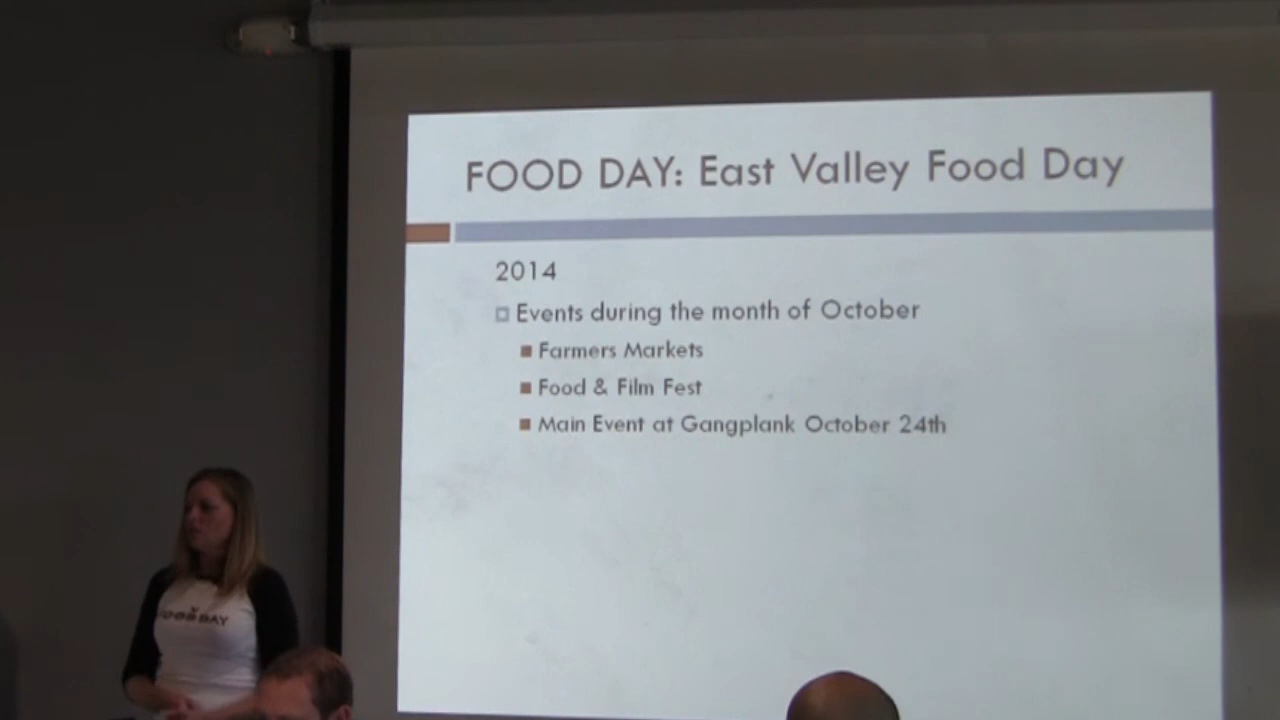 FOOD DAY: East Valley Food Day
2014
Events during the month of October
Farmers Markets
Food & Film Fest
Main Event at Gangplank October 24th
DAY